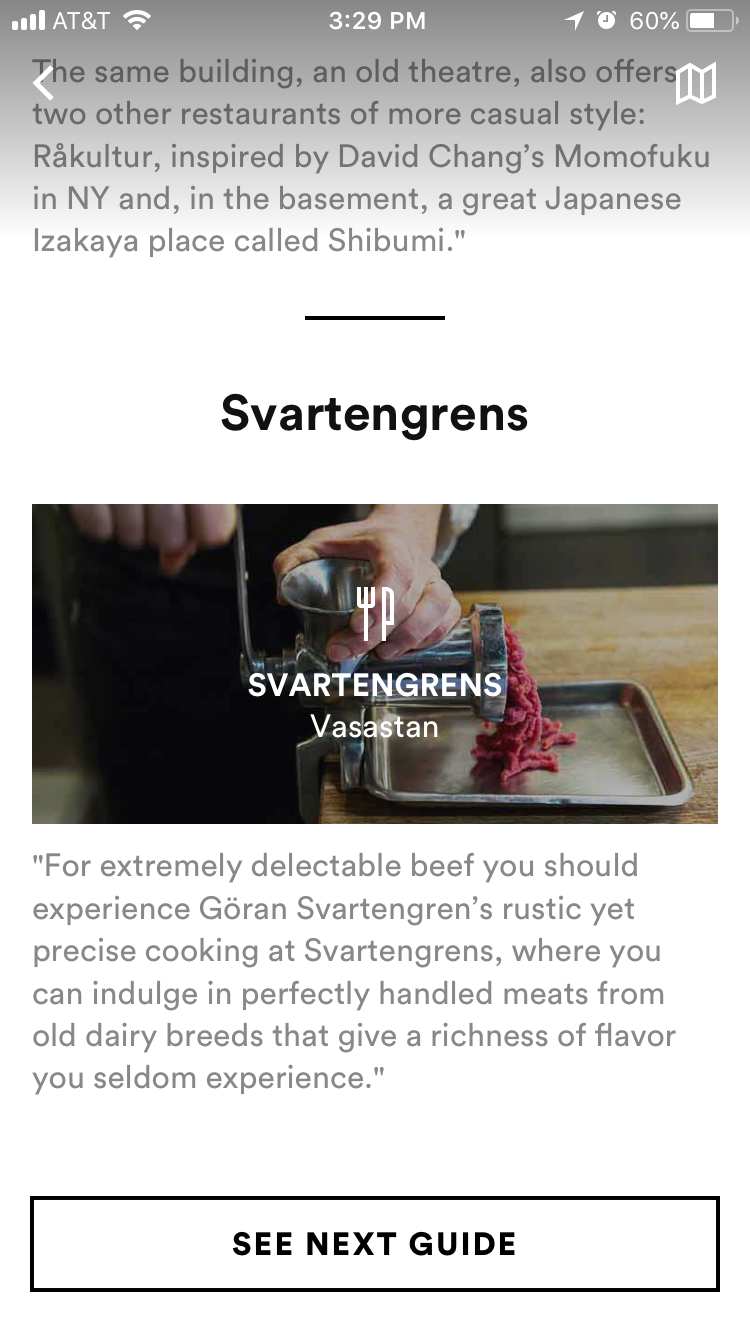 AT&T 3:29 PM 60%
The same building, an old theatre, also offers
two other restaurants of more casual style:
Råkultur, inspired by David Chang’s Momofuku
in NY and, in the basement, a great Japanese
Izakaya place called Shibumi."
Svartengrens
SVARTENGRENS
Vasastan
"For extremely delectable beef you should
experience Göran Svartengren’s rustic yet
precise cooking at Svartengrens, where you
can indulge in perfectly handled meats from
old dairy breeds that give a richness of flavor
you seldom experience."
SEE NEXT GUIDE